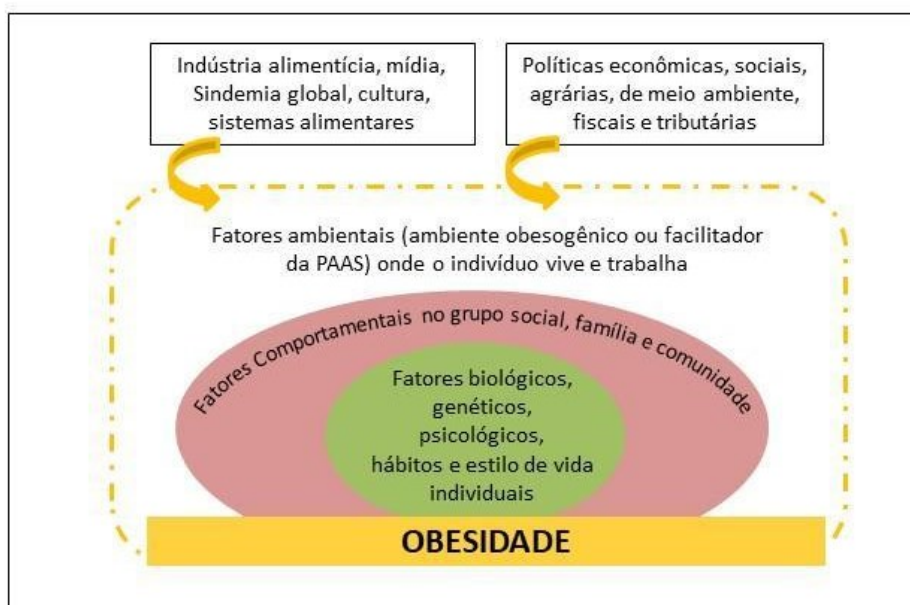 Indústria alimentícia, mídia,
Sindemia global, cultura,
sistemas alimentares
Políticas econômicas, sociais,
agrárias, de meio ambiente,
fiscais e tributárias
Fatores ambientais (ambiente obesogênico ou facilitador
da PAAS) onde o indivíduo vive e trabalha
Fatores Comportamentais no grupo social, família e comunidade
Fatores biológicos,
genéticos,
psicológicos,
hábitos e estilo de vida
individuais
OBESIDADE